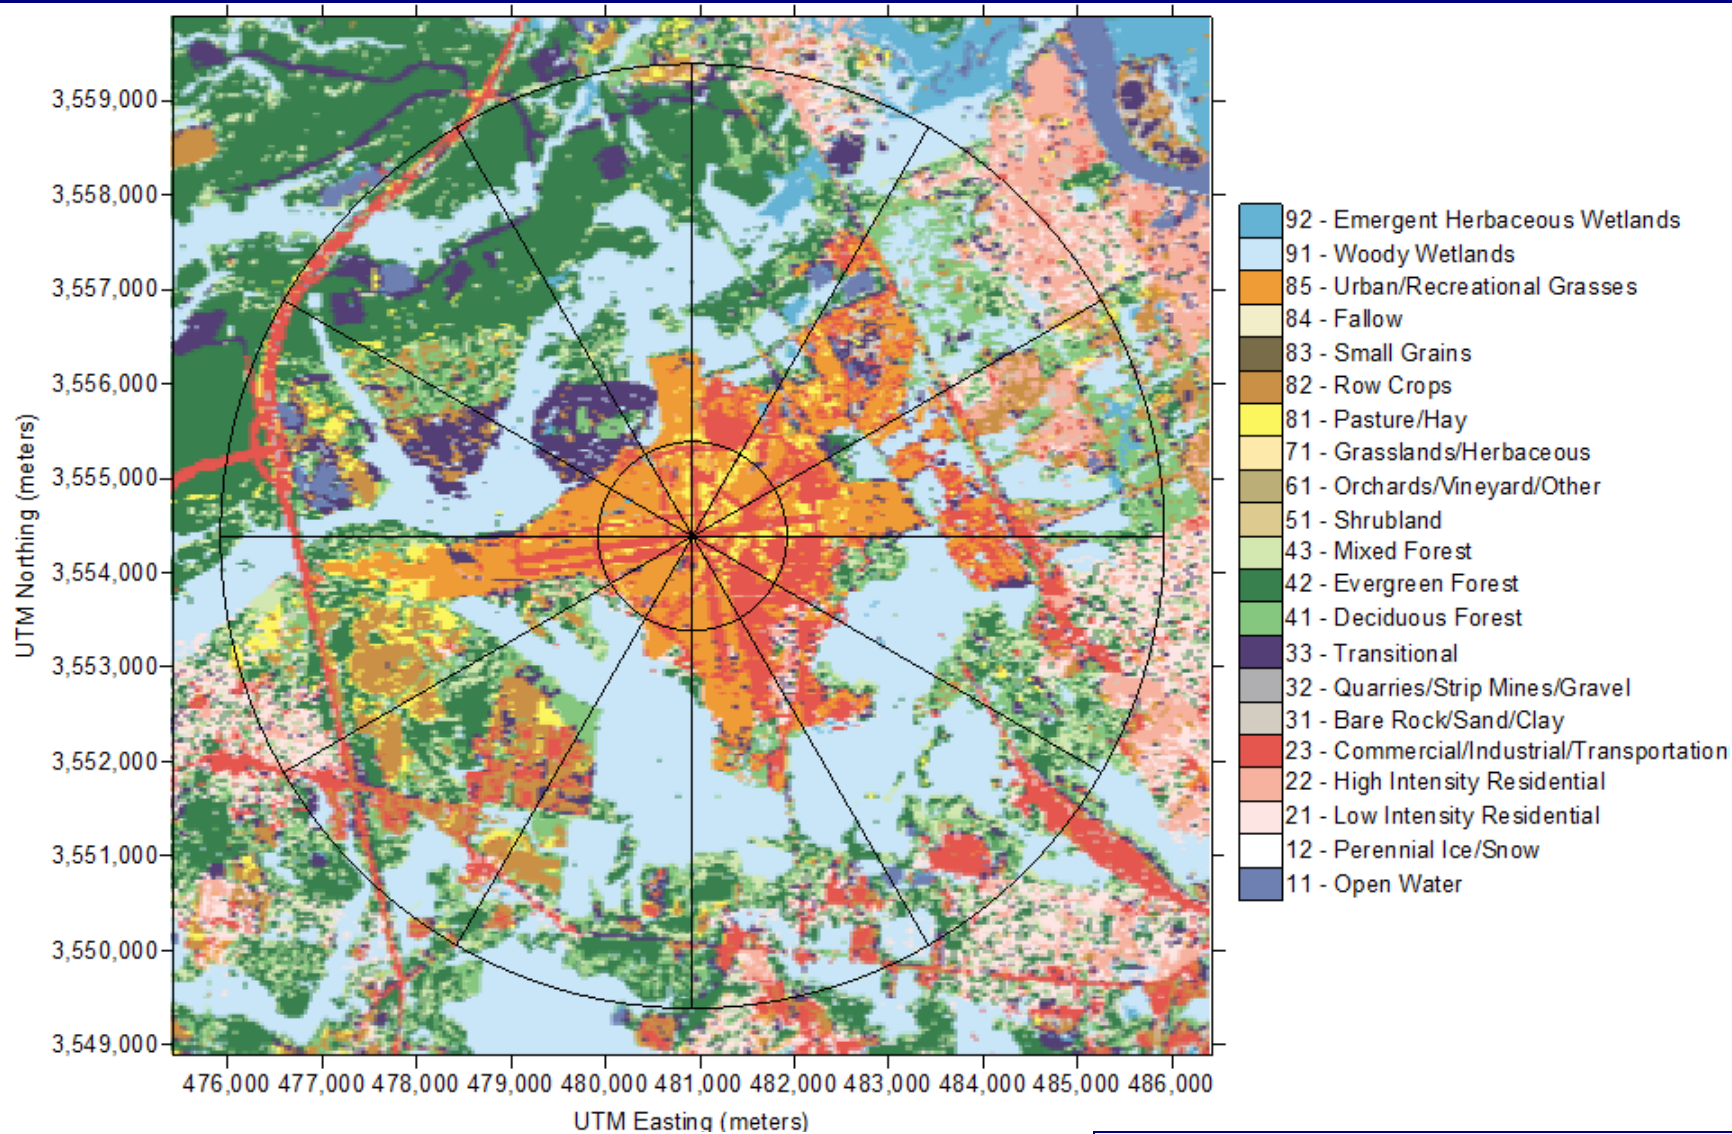 3,559,000
3,558,000
3,557,000
3,556,000
3,555,000
3,554,000
3,553,000
3,552,000
3,551,000
3,550,000
3,549,000
UTM Northing (meters)
476,000 477,000 478,000 479,000 480,000 481,000 482,000 483,000 484,000 485,000 486,000
UTM Easting (meters)
92 - Emergent Herbaceous Wetlands
91 - Woody Wetlands
85 - Urban/Recreational Grasses
84 - Fallow
83 - Small Grains
82 - Row Crops
81 - Pasture/Hay
71 - Grasslands/Herbaceous
61 - Orchards/Vineyard/Other
51 - Shrubland
43 - Mixed Forest
42 - Evergreen Forest
41 - Deciduous Forest
33 - Transitional
32 - Quarries/Strip Mines/Gravel
31 - Bare Rock/Sand/Clay
23 - Commercial/Industrial/Transportation
22 - High Intensity Residential
21 - Low Intensity Residential
12 - Perennial Ice/Snow
11 - Open Water